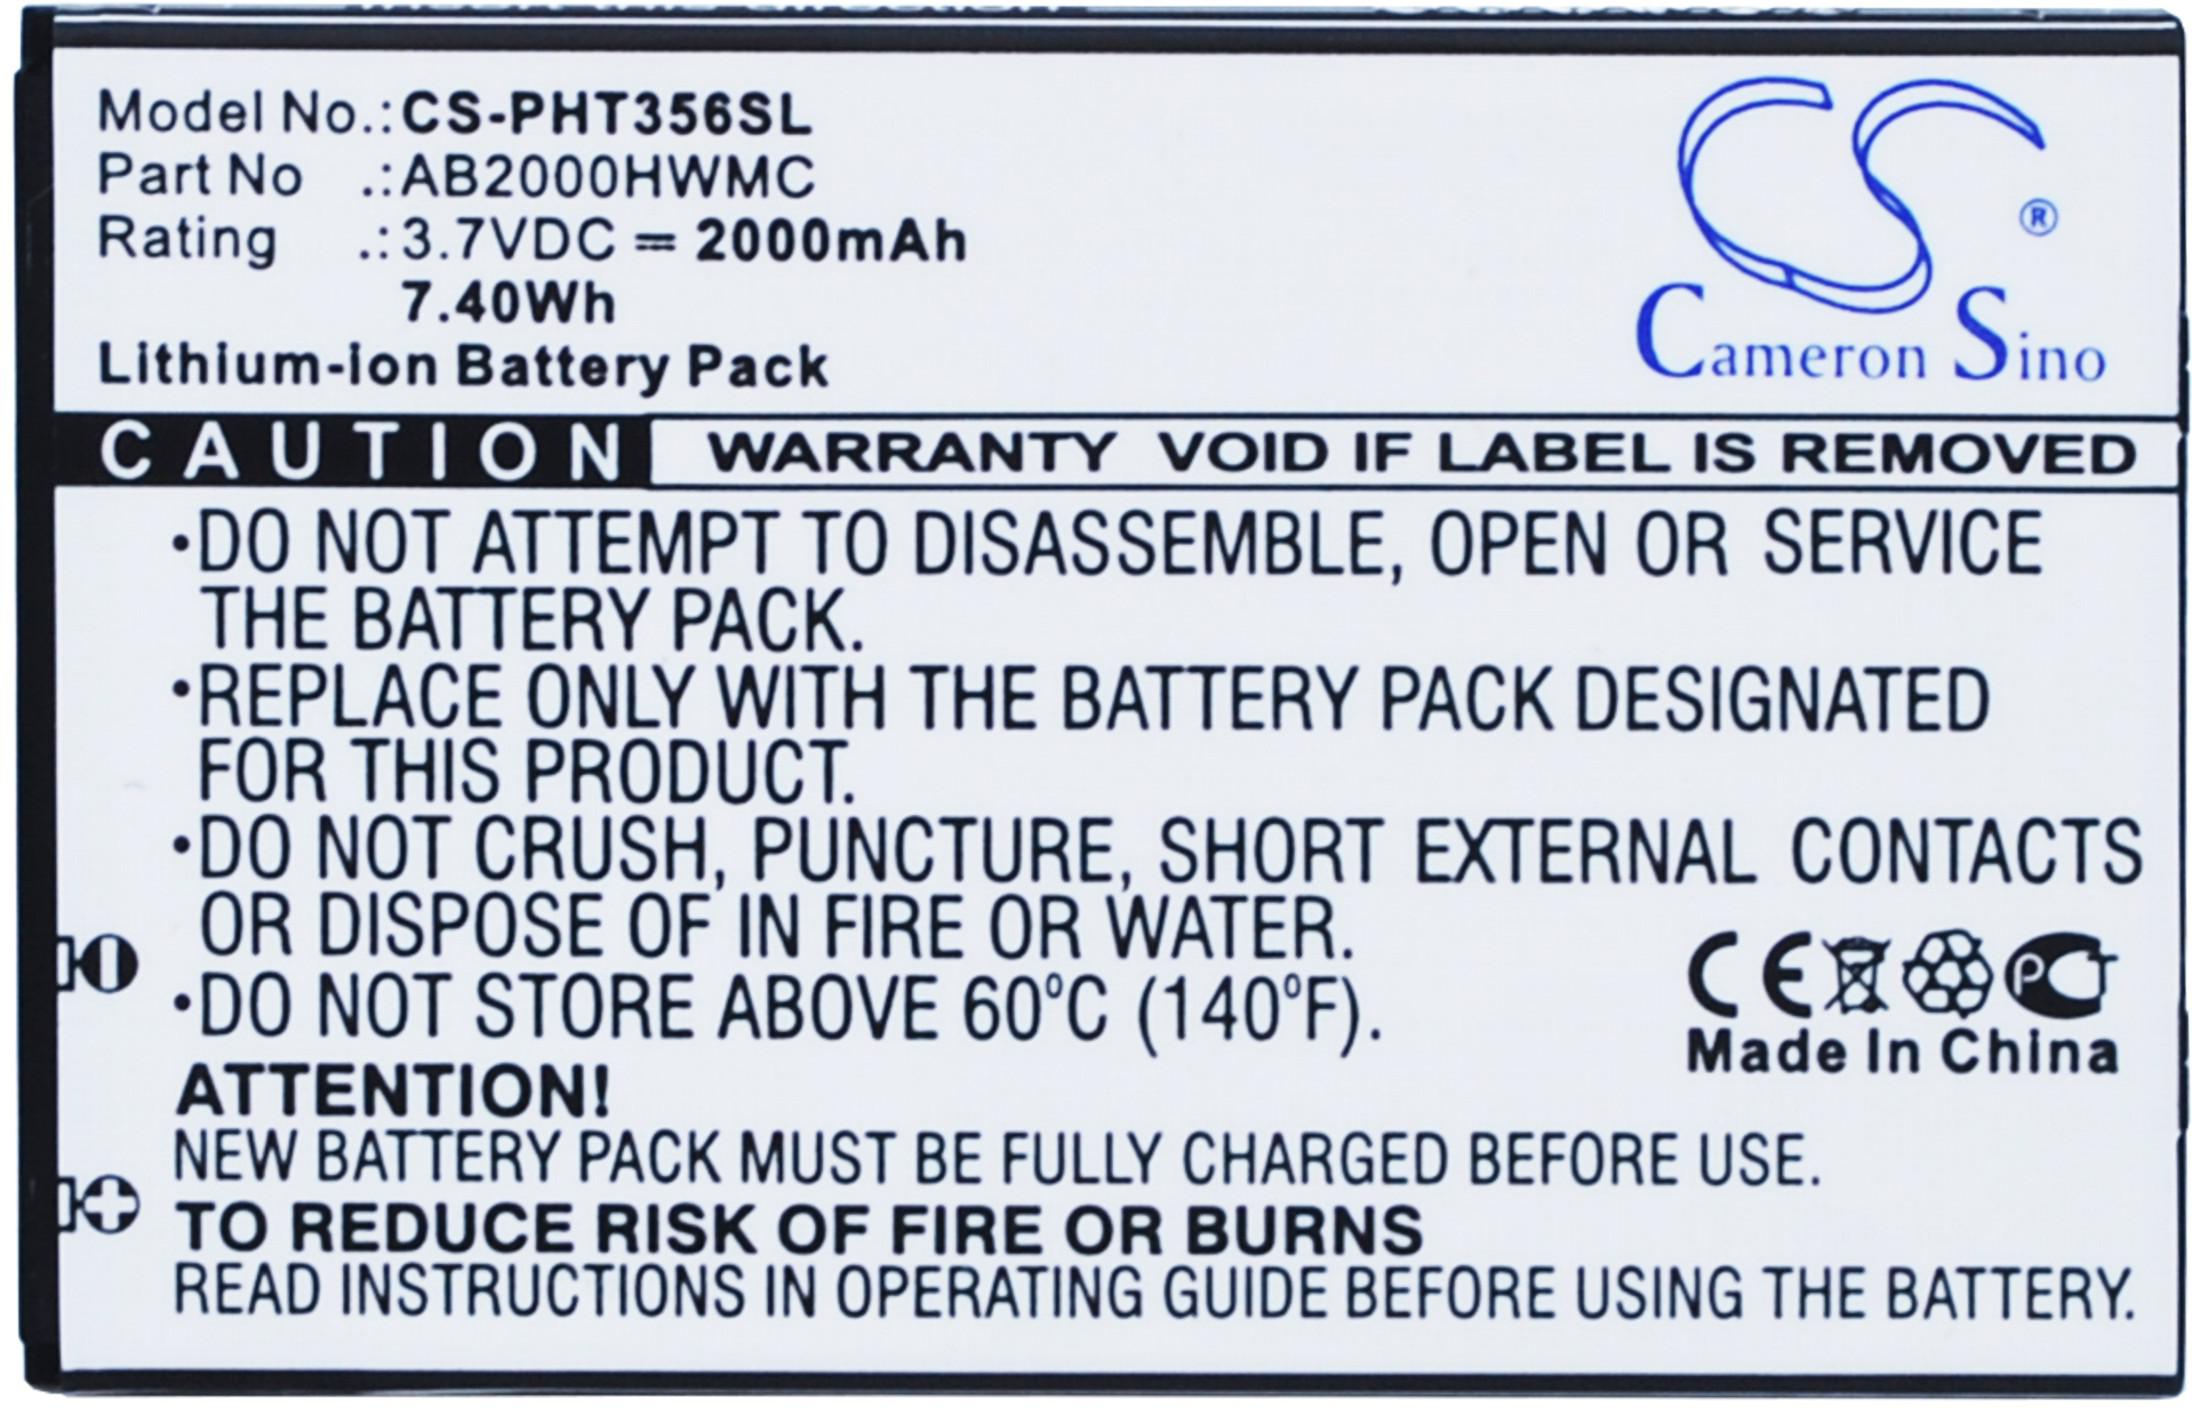 Model No.:CS-PHT356SL
Part No .:AB2000HWMC
Rating .:3.7VDC = 2000mAh
7.40Wh
Lithium-ion Battery Pack
CS
®
Cameron Sino
CAUTION
WARRANTY VOID IF LABEL IS REMOVED
•DO NOT ATTEMPT TO DISASSEMBLE, OPEN OR SERVICE
THE BATTERY PACK.
•REPLACE ONLY WITH THE BATTERY PACK DESIGNATED
FOR THIS PRODUCT.
•DO NOT CRUSH, PUNCTURE, SHORT EXTERNAL CONTACTS
OR DISPOSE OF IN FIRE OR WATER.
•DO NOT STORE ABOVE 60°C (140°F).
CE PCT
Made In China
ATTENTION!
NEW BATTERY PACK MUST BE FULLY CHARGED BEFORE USE.
TO REDUCE RISK OF FIRE OR BURNS
READ INSTRUCTIONS IN OPERATING GUIDE BEFORE USING THE BATTERY.